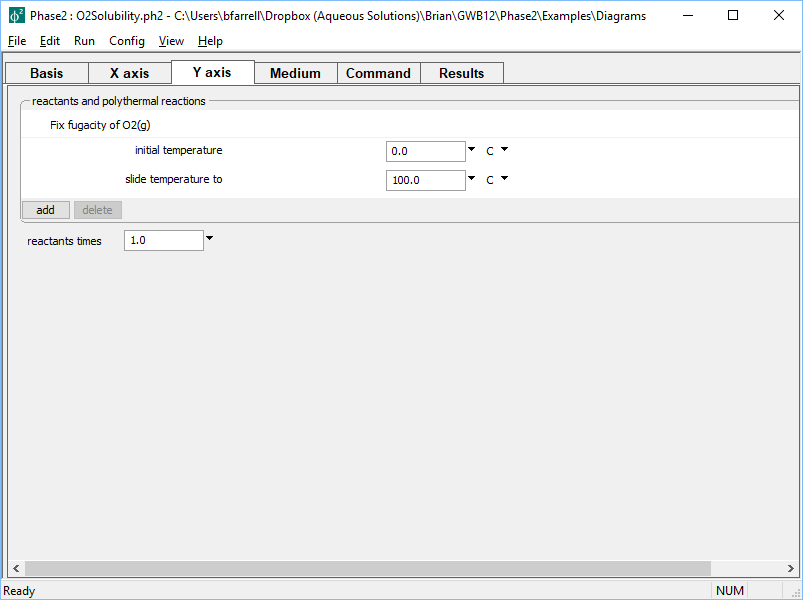 Phase2 : O2Solubility.ph2 - C:\Users\bfarrell\Dropbox (Aqueous Solutions)\Brian\GWB12\Phase2\Examples\Diagrams
File Edit Run Config View Help
Basis X axis Y axis Medium Command Results
reactants and polythermal reactions
Fix fugacity of O2(g)
initial temperature 0.0 C
slide temperature to 100.0 C
add delete
reactants times 1.0
Ready NUM